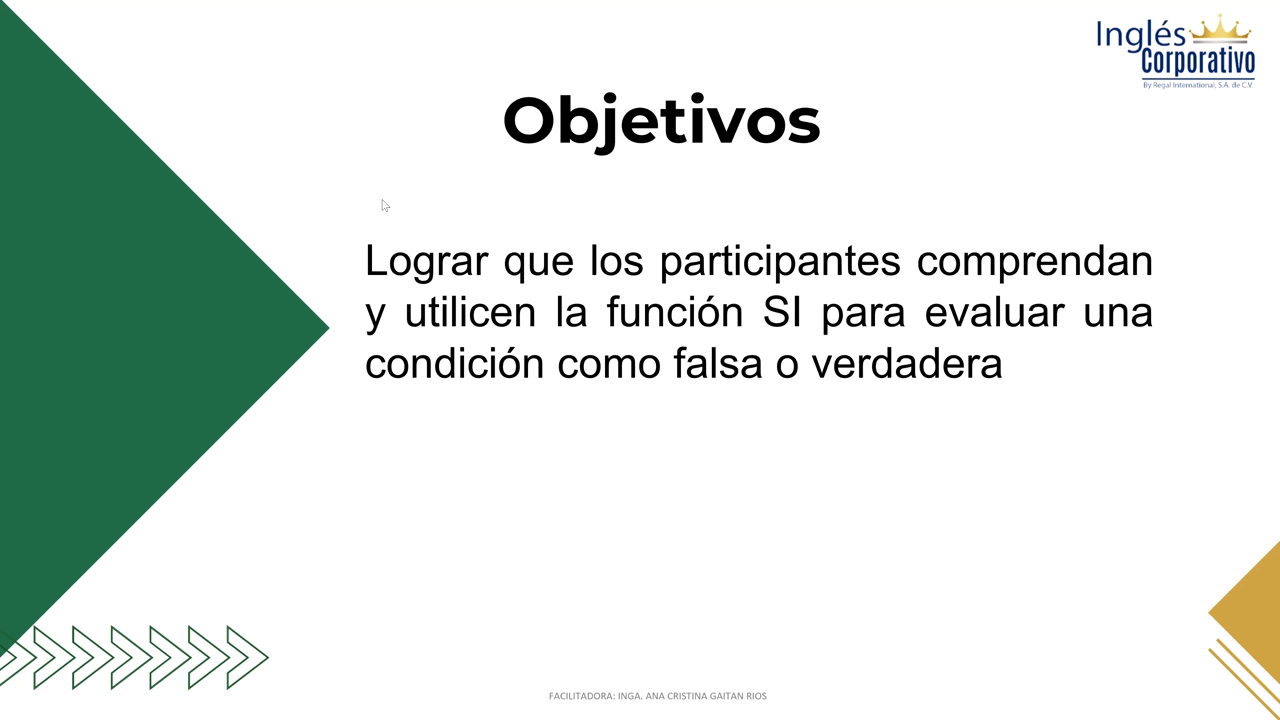 Inglés
Corporativo
By Regal International, S.A. de C.V.
Objetivos
Lograr que los participantes comprendan
y utilicen la función SI para evaluar una
condición como falsa o verdadera
FACILITADORA: INGA. ANA CRISTINA GAITAN RIOS